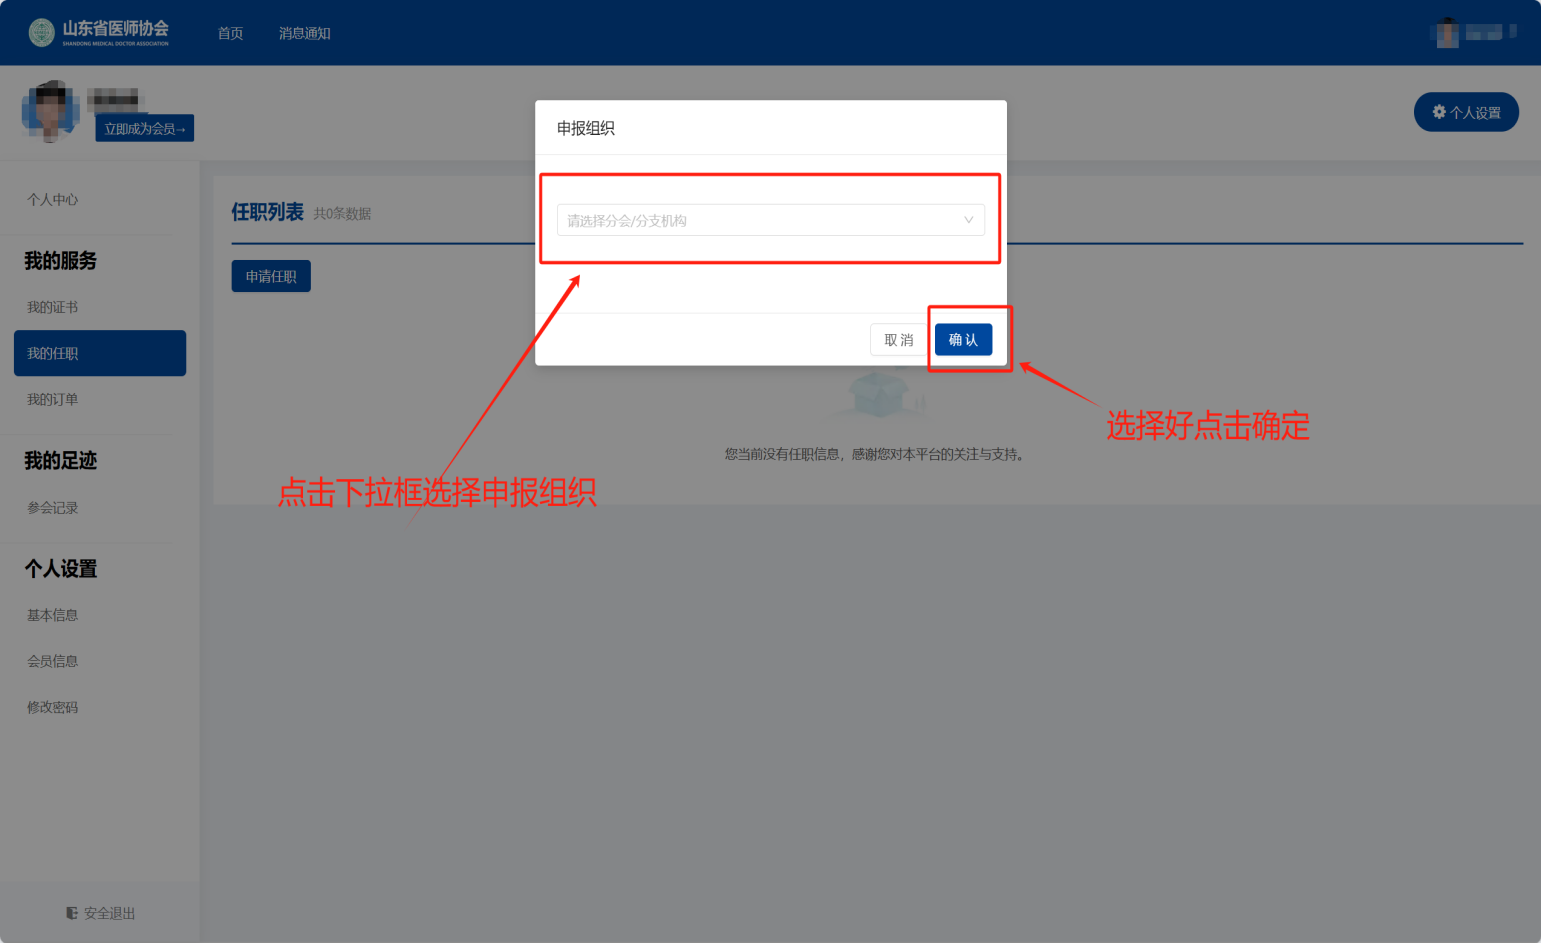 山东省医师协会
SHANDONG MEDICAL DOCTOR ASSOCIATION
首页
消息通知
立即成为会员→
个人设置
个人中心
我的服务
我的证书
我的任职
我的订单
我的足迹
参会记录
个人设置
基本信息
会员信息
修改密码
安全退出
任职列表 共0条数据
申请任职
申报组织
请选择分会/分支机构
取 消
确 认
选择好点击确定
您当前没有任职信息，感谢您对本平台的关注与支持。
点击下拉框选择申报组织